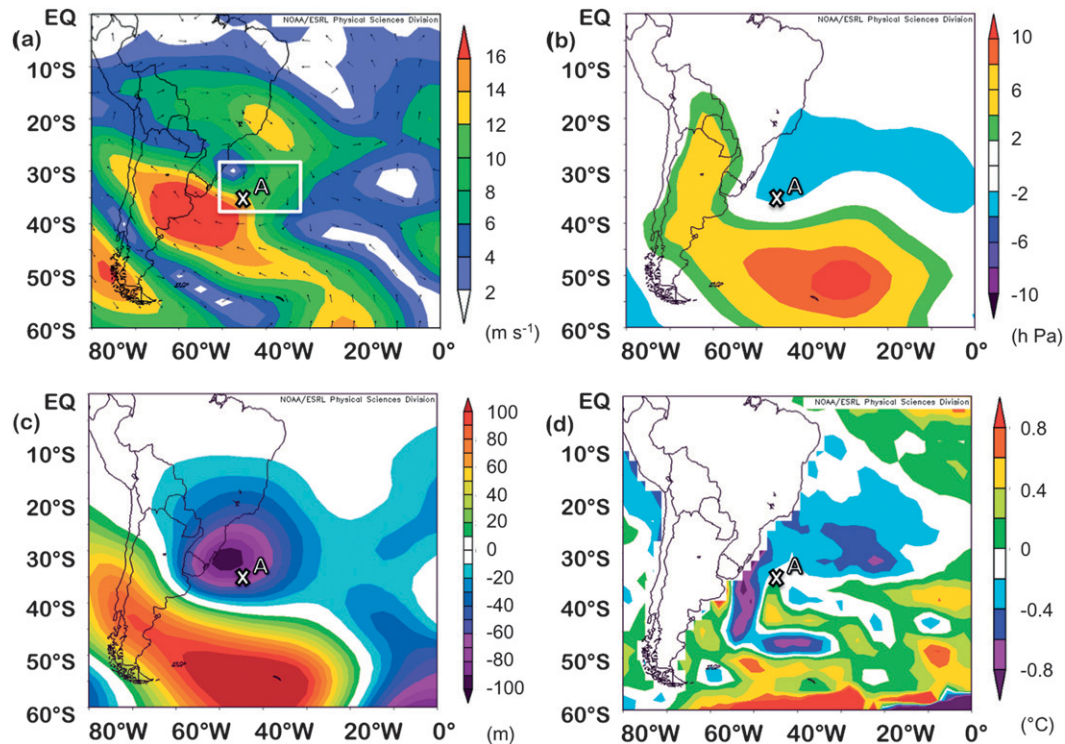 (a)
EQ
10°S
20°S
30°S
40°S
50°S
60°S
80°W 60°W 40°W 20°W 0°
NOAA/ESRL Physical Sciences Division
A
16
14
12
10
8
6
4
2
(m s-1)
(b)
EQ
10°S
20°S
30°S
40°S
50°S
60°S
80°W 60°W 40°W 20°W 0°
NOAA/ESRL Physical Sciences Division
A
10
6
2
-2
-6
-10
(h Pa)
(c)
EQ
10°S
20°S
30°S
40°S
50°S
60°S
80°W 60°W 40°W 20°W 0°
NOAA/ESRL Physical Sciences Division
A
100
80
60
40
20
0
-20
-40
-60
-80
-100
(m)
(d)
EQ
10°S
20°S
30°S
40°S
50°S
60°S
80°W 60°W 40°W 20°W 0°
NOAA/ESRL Physical Sciences Division
A
0.8
0.4
0
-0.4
-0.8
(°C)